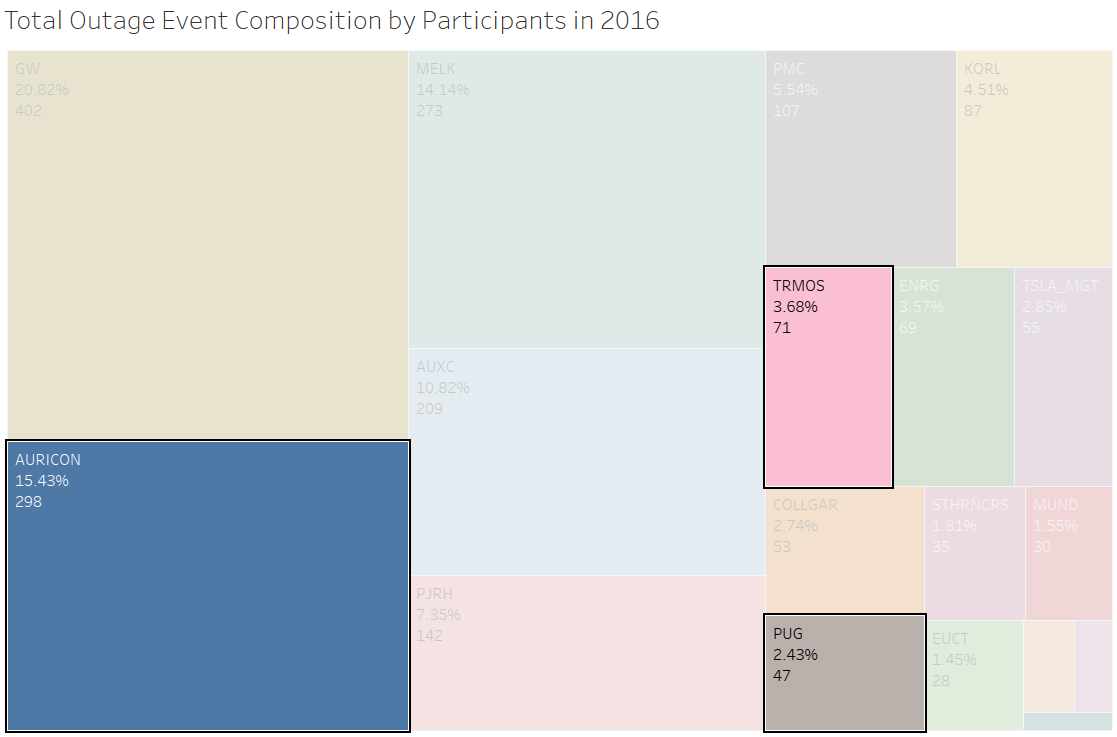 Total Outage Event Composition by Participants in 2016
GW
20.82%
402
MELK
14.14%
273
PMC
5.54%
107
KORL
4.51%
87
TRMOS
3.68%
71
ENRG
3.57%
69
TSLA_MGT
2.85%
55
AUXC
10.82%
209
AURICON
15.43%
298
COLLGAR
2.74%
53
STHRNCRS
1.81%
35
MUND
1.55%
30
PJRH
7.35%
142
PUG
2.43%
47
EUCT
1.45%
28